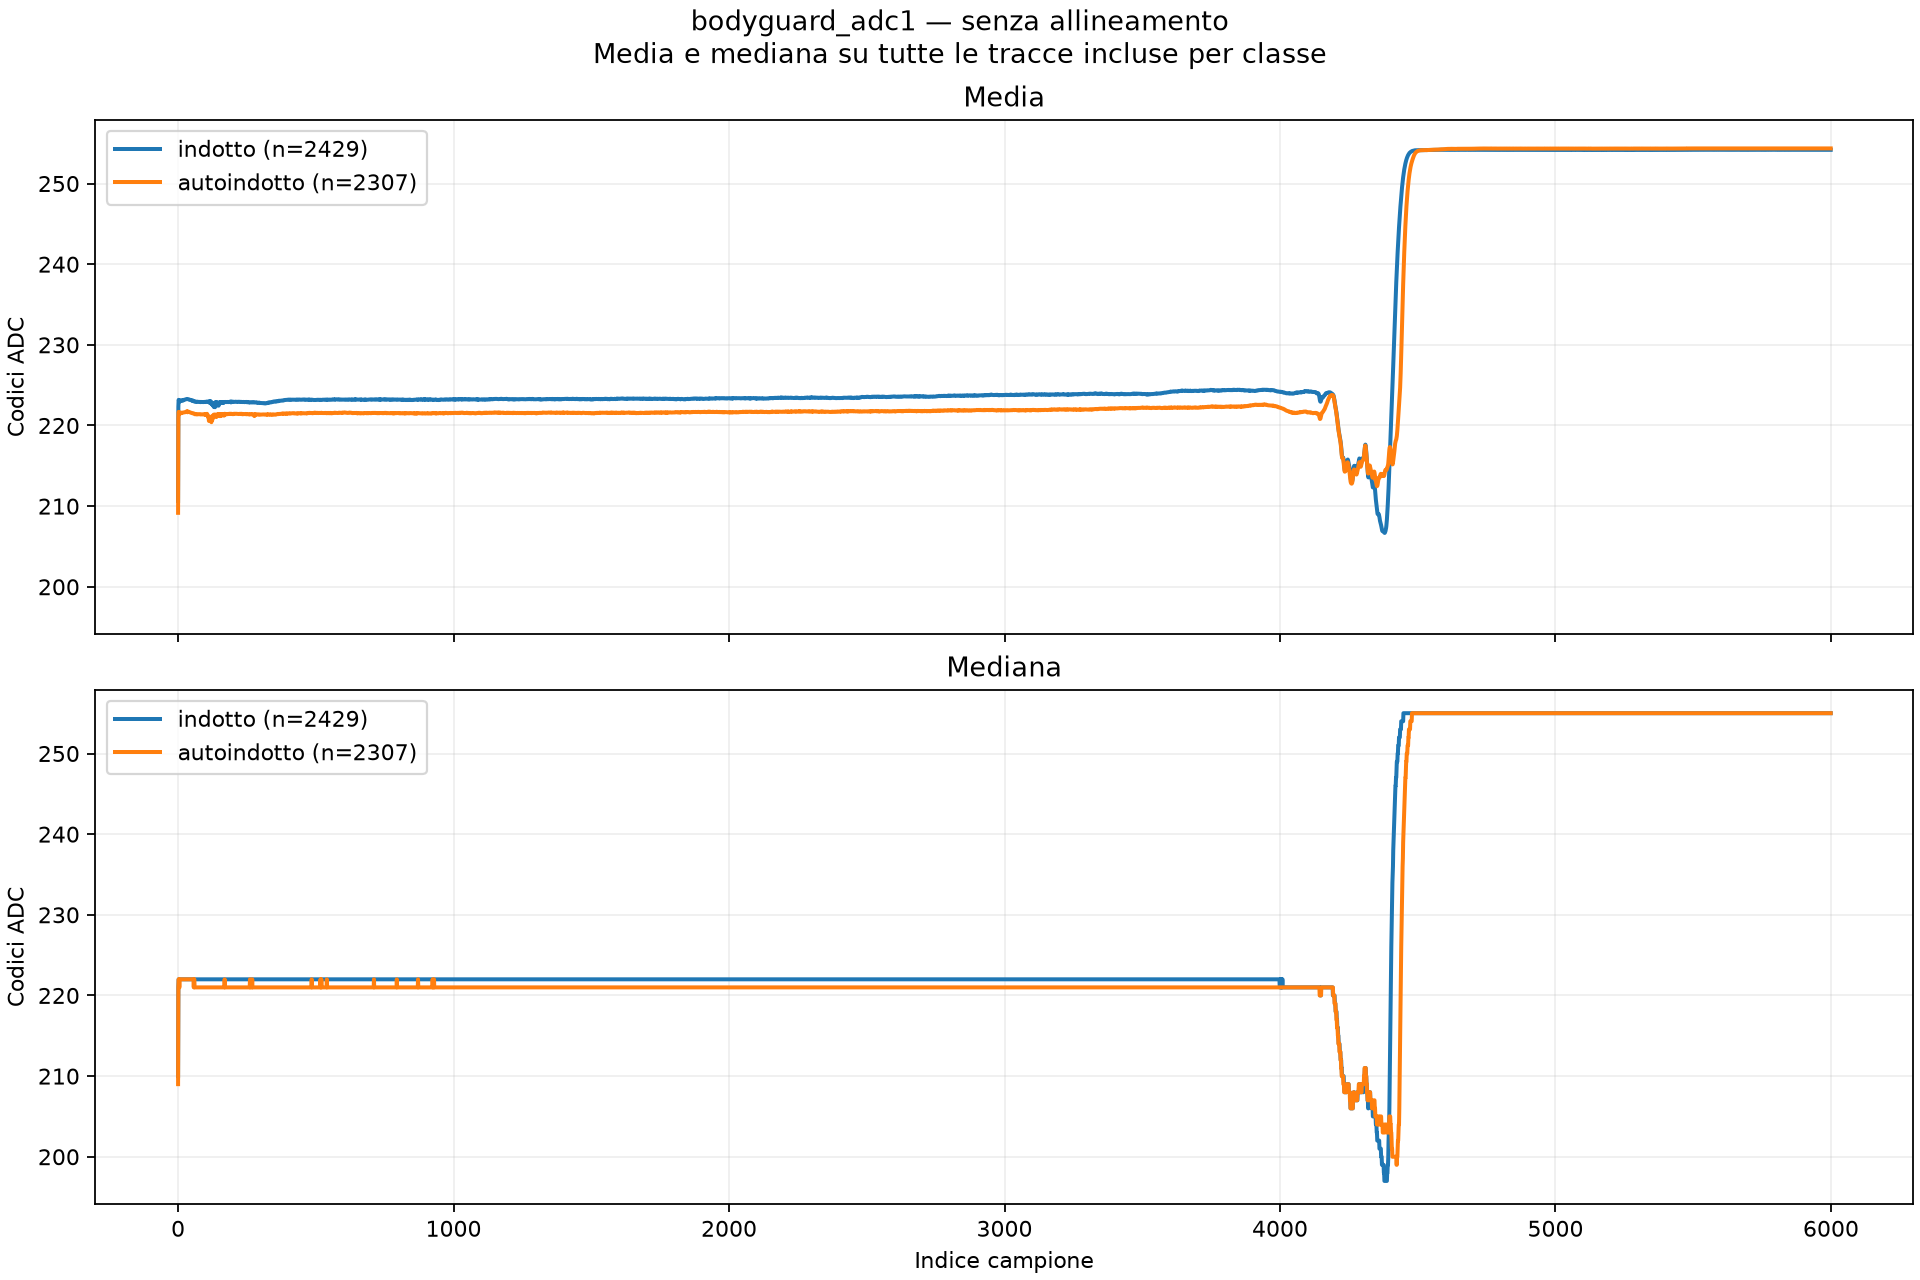 bodyguard_adc1 — senza allineamento
Media e mediana su tutte le tracce incluse per classe
Media
indotto (n=2429)
autoindotto (n=2307)
Codici ADC
250
240
230
220
210
200
Mediana
indotto (n=2429)
autoindotto (n=2307)
Codici ADC
250
240
230
220
210
200
0 1000 2000 3000 4000 5000 6000
Indice campione